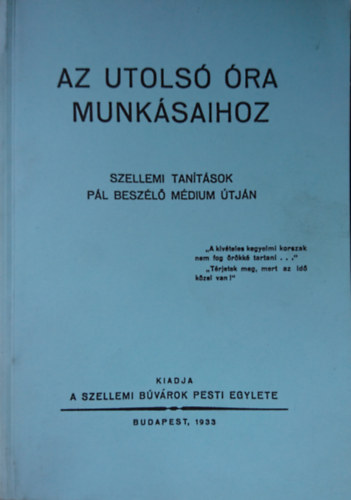 AZ UTOLSÓ ÓRA
MUNKÁSAIHOZ
SZELLEMI TANÍTÁSOK
PÁL BESZÉLŐ MÉDIUM ÚTJÁN
„A kivételes kegyelmi korszak
nem fog örökké tartani . . .”
„Térjetek meg, mert az idő
közel van!”
KIADJA
A SZELLEMI BÚVÁROK PESTI EGYLETE
BUDAPEST, 1933